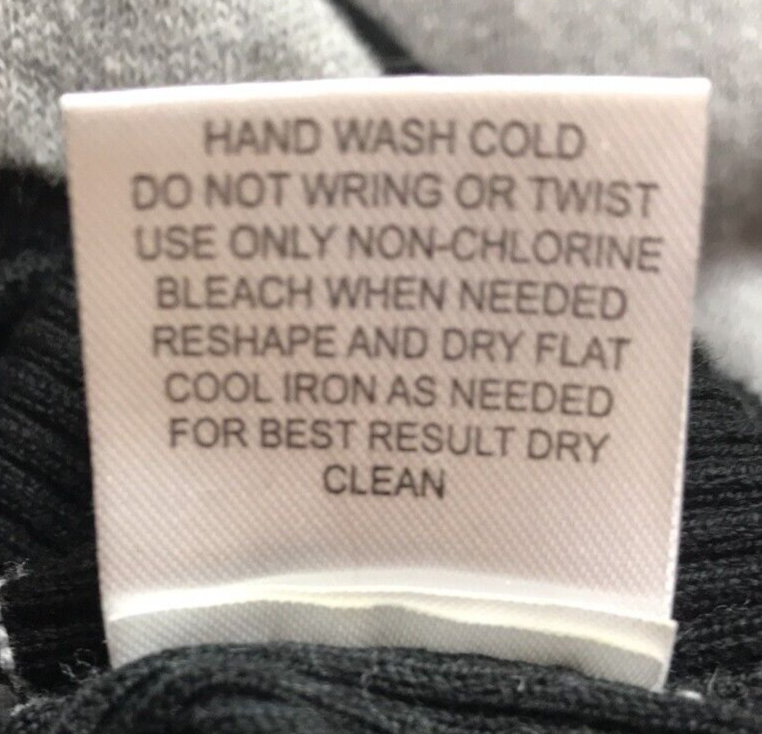 HAND WASH COLD
DO NOT WRING OR TWIST
USE ONLY NON-CHLORINE
BLEACH WHEN NEEDED
RESHAPE AND DRY FLAT
COOL IRON AS NEEDED
FOR BEST RESULT DRY
CLEAN